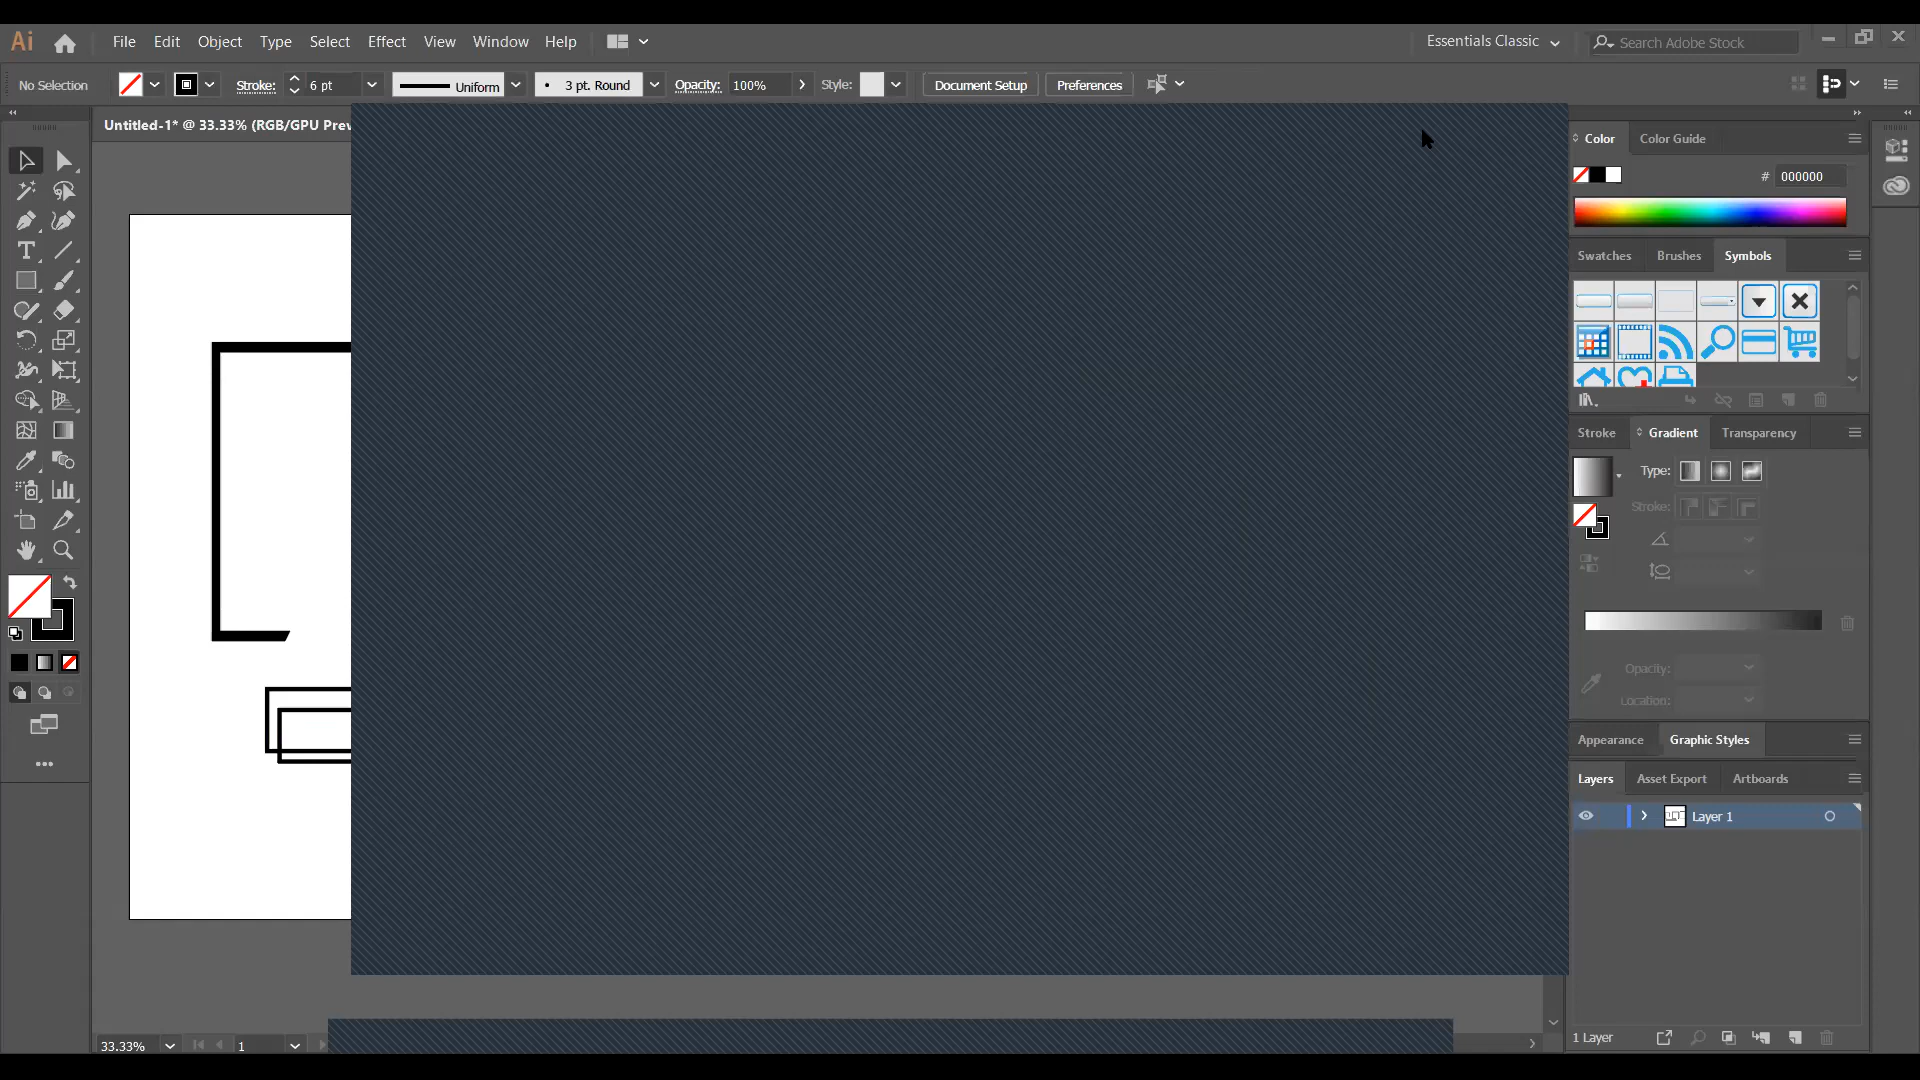 Ai File Edit Object Type Select Effect View Window Help Essentials Classic Search Adobe Stock
No Selection Stroke: 6 pt Uniform 3 pt. Round Opacity: 100% Style: Document Setup Preferences
Untitled-1* @ 33.33% (RGB/GPU Prev
Color Color Guide
# 000000
Swatches Brushes Symbols
Stroke Gradient Transparency
Type:
Stroke:
Opacity:
Location:
Appearance Graphic Styles
Layers Asset Export Artboards
Layer 1
33.33% 1
1 Layer